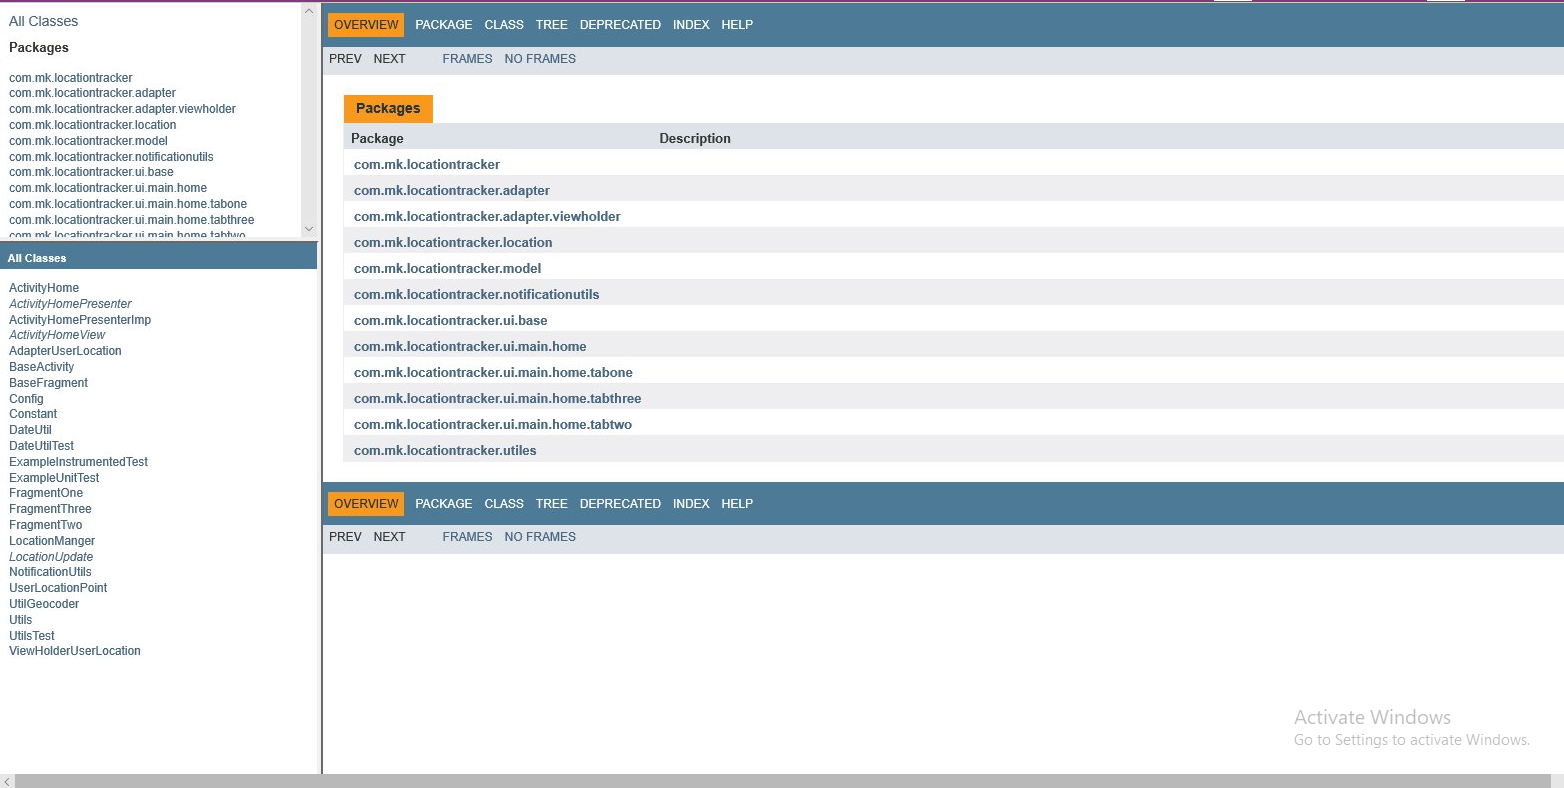 All Classes
Packages
com.mk.locationtracker
com.mk.locationtracker.adapter
com.mk.locationtracker.adapter.viewholder
com.mk.locationtracker.location
com.mk.locationtracker.model
com.mk.locationtracker.notificationutils
com.mk.locationtracker.ui.base
com.mk.locationtracker.ui.main.home
com.mk.locationtracker.ui.main.home.tabone
com.mk.locationtracker.ui.main.home.tabthree
com.mk.locationtracker.ui.main.home.tabtwo
All Classes
ActivityHome
ActivityHomePresenter
ActivityHomePresenterImp
ActivityHomeView
AdapterUserLocation
BaseActivity
BaseFragment
Config
Constant
DateUtil
DateUtilTest
ExampleInstrumentedTest
ExampleUnitTest
FragmentOne
FragmentThree
FragmentTwo
LocationManger
LocationUpdate
NotificationUtils
UserLocationPoint
UtilGeocoder
Utils
UtilsTest
ViewHolderUserLocation
OVERVIEW PACKAGE CLASS TREE DEPRECATED INDEX HELP
PREV NEXT FRAMES NO FRAMES
Packages
Package Description
com.mk.locationtracker
com.mk.locationtracker.adapter
com.mk.locationtracker.adapter.viewholder
com.mk.locationtracker.location
com.mk.locationtracker.model
com.mk.locationtracker.notificationutils
com.mk.locationtracker.ui.base
com.mk.locationtracker.ui.main.home
com.mk.locationtracker.ui.main.home.tabone
com.mk.locationtracker.ui.main.home.tabthree
com.mk.locationtracker.ui.main.home.tabtwo
com.mk.locationtracker.utiles
OVERVIEW PACKAGE CLASS TREE DEPRECATED INDEX HELP
PREV NEXT FRAMES NO FRAMES
Activate Windows
Go to Settings to activate Windows.